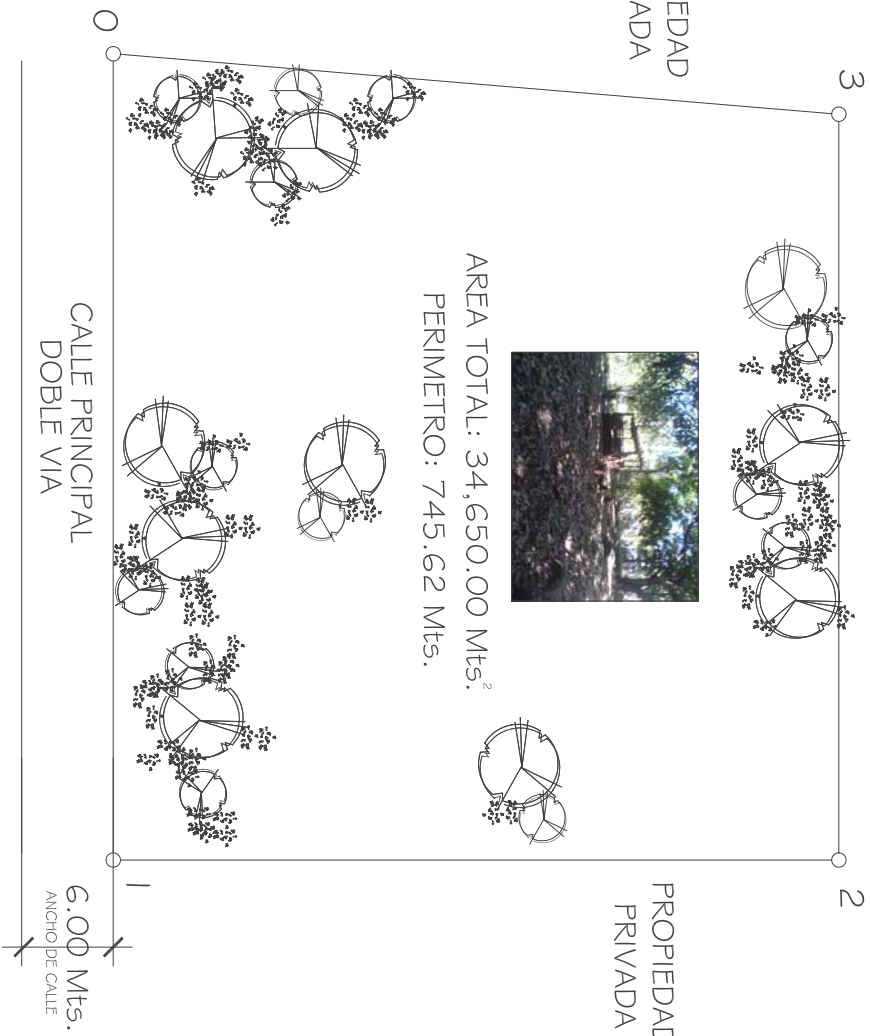 3
2
EDAD
ADA
PROPIEDAD
PRIVADA
AREA TOTAL: 34,650.00 Mts.²
PERIMETRO: 745.62 Mts.
0
1
CALLE PRINCIPAL
DOBLE VIA
6.00 Mts.
ANCHO DE CALLE